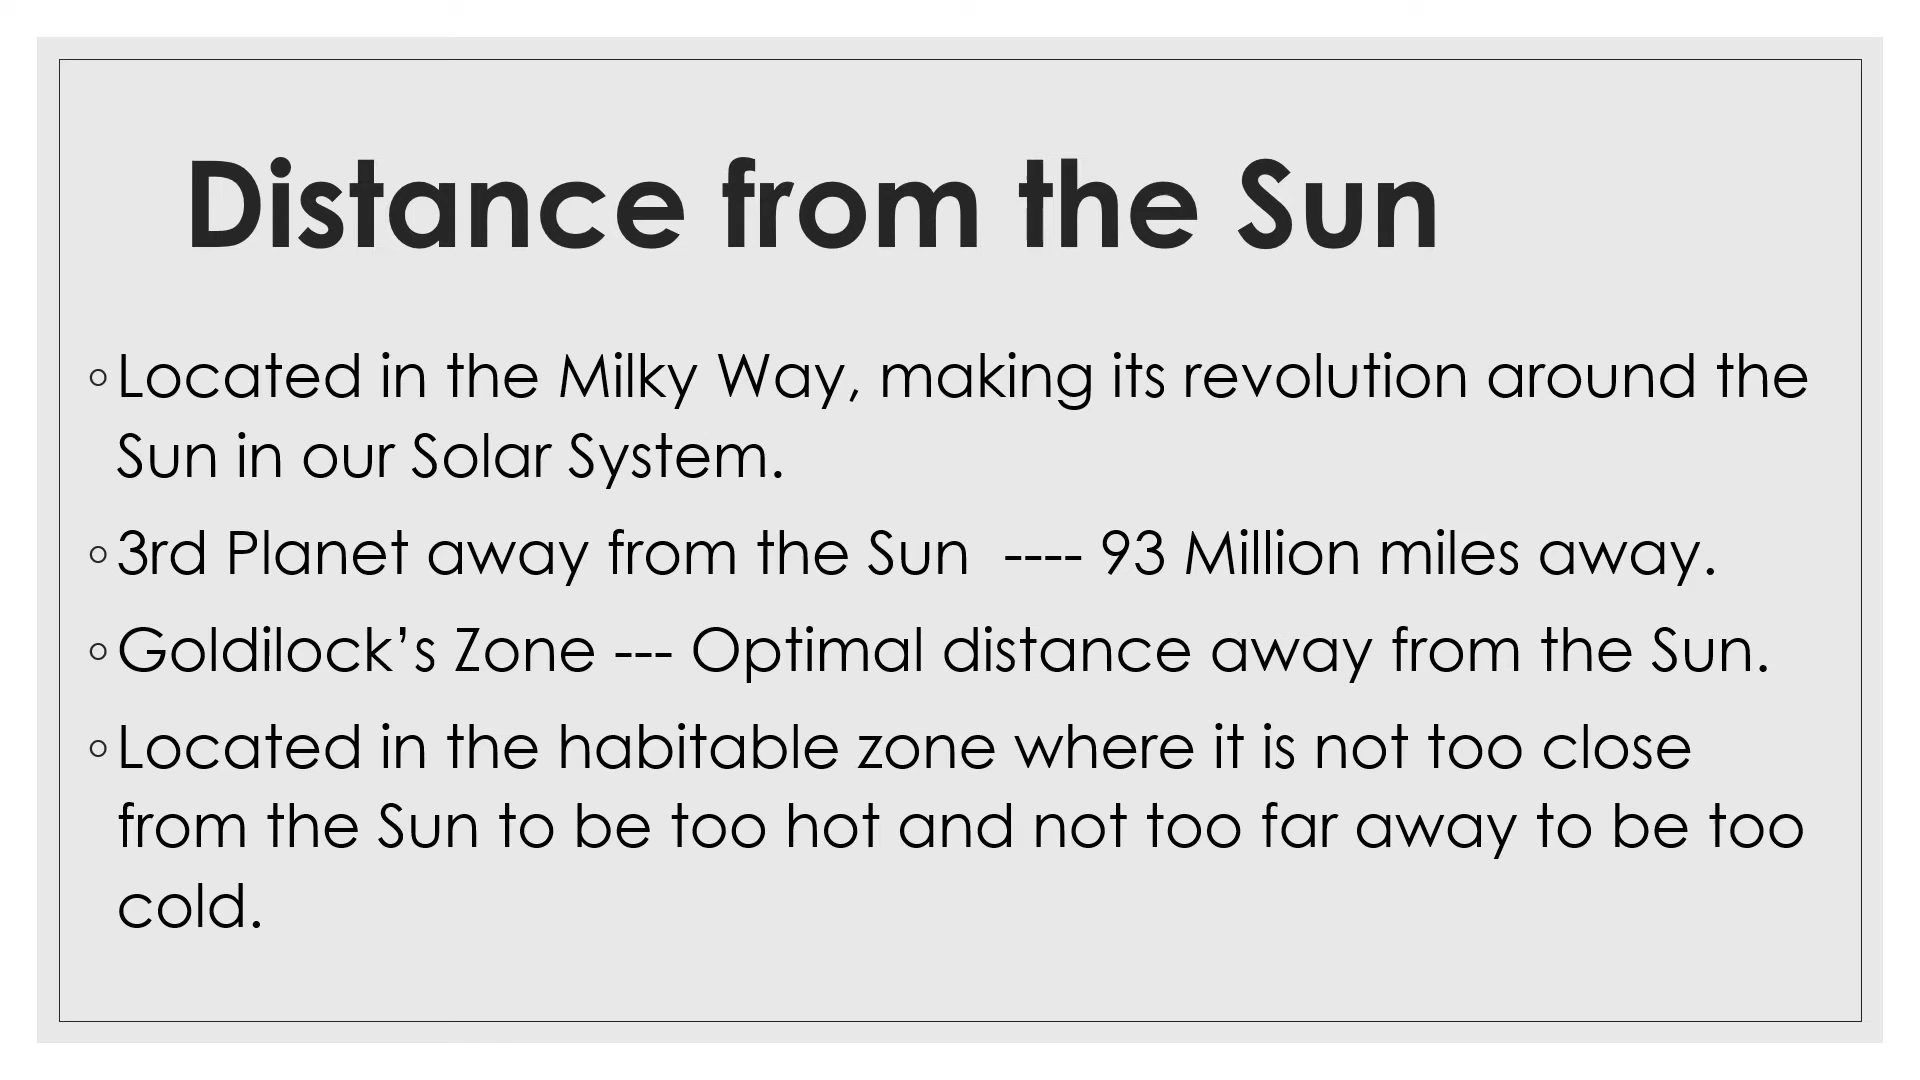 Distance from the Sun
◦Located in the Milky Way, making its revolution around the
Sun in our Solar System.
◦3rd Planet away from the Sun  ---- 93 Million miles away.
◦Goldilock’s Zone --- Optimal distance away from the Sun.
◦Located in the habitable zone where it is not too close
from the Sun to be too hot and not too far away to be too
cold.